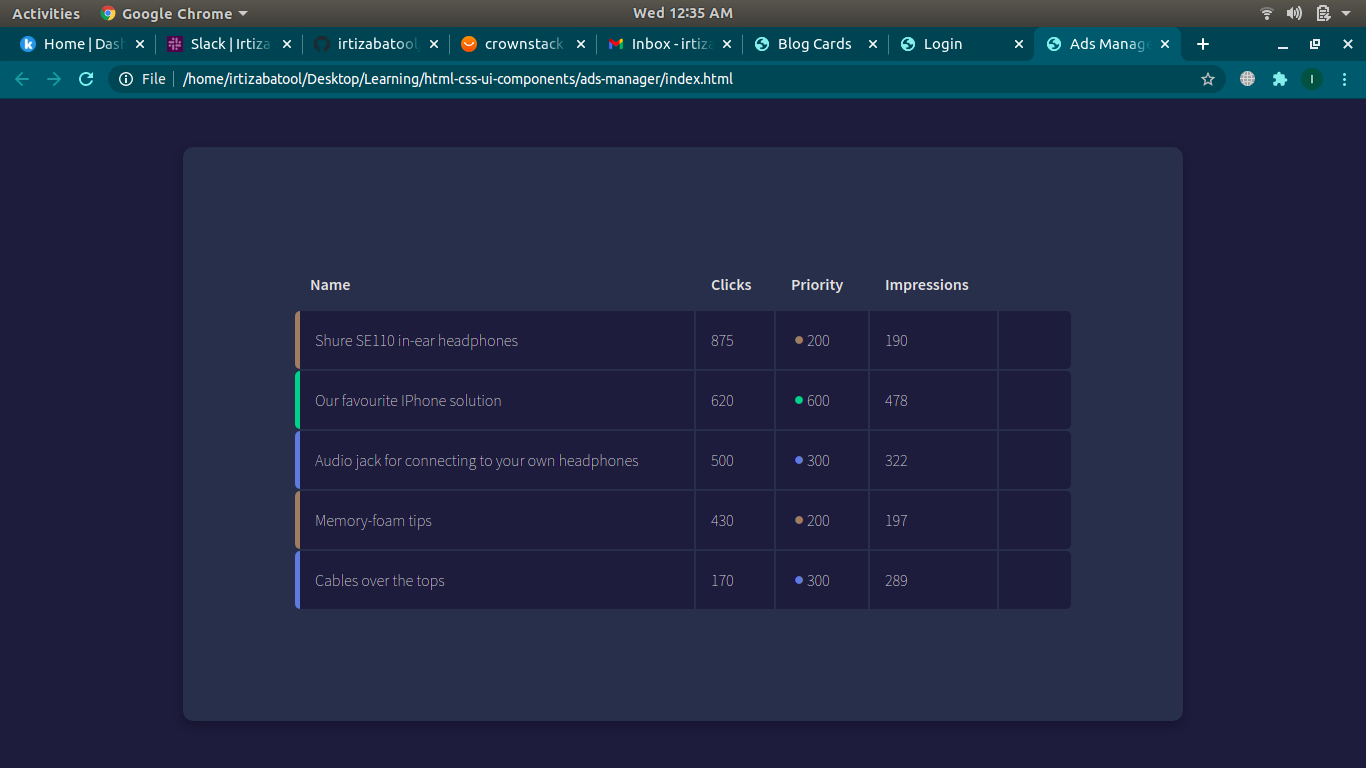 Activities Google Chrome Wed 12:35 AM
Home | Das Slack | Irtiza irtizabatool crownstack Inbox - irtiz Blog Cards Login Ads Manage
File /home/irtizabatool/Desktop/Learning/html-css-ui-components/ads-manager/index.html I
Name Clicks Priority Impressions
Shure SE110 in-ear headphones 875 200 190
Our favourite IPhone solution 620 600 478
Audio jack for connecting to your own headphones 500 300 322
Memory-foam tips 430 200 197
Cables over the tops 170 300 289